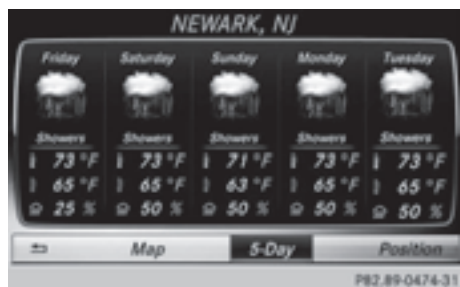 NEWARK, NJ
Friday Saturday Sunday Monday Tuesday
Showers Showers Showers Showers Showers
73 °F 73 °F 71 °F 73 °F 73 °F
65 °F 65 °F 63 °F 65 °F 65 °F
25 % 50 % 50 % 50 % 50 %
Map 5-Day Position
P82.89-0474-31